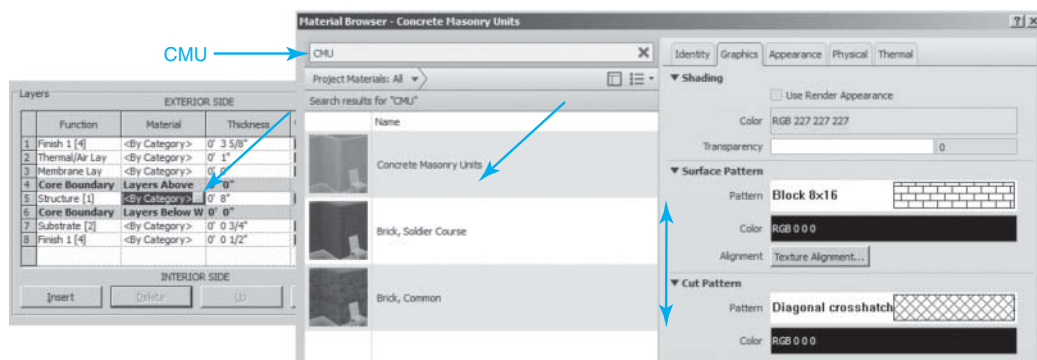 Material Browser - Concrete Masonry Units
? x
CMU
CMU
Project Materials: All
Search results for "CMU"
Name
Concrete Masonry Units
Brick, Soldier Course
Brick, Common
Identity Graphics Appearance Physical Thermal
Shading
Use Render Appearance
Color RGB 227 227 227
Transparency 0
Surface Pattern
Pattern Block 8x16
Color RGB 0 0 0
Alignment Texture Alignment...
Cut Pattern
Pattern Diagonal crosshatch
Color RGB 0 0 0
Layers
EXTERIOR SIDE
Function Material Thickness
1 Finish 1 [4] <By Category> 0' 3 5/8"
2 Thermal/Air Lay <By Category> 0' 1"
3 Membrane Lay <By Category> 0' 0"
4 Core Boundary Layers Above 0' 0"
5 Structure [1] <By Category> 0' 8"
6 Core Boundary Layers Below W 0' 0"
7 Substrate [2] <By Category> 0' 0 3/4"
8 Finish 1 [4] <By Category> 0' 0 1/2"
INTERIOR SIDE
Insert Delete Up